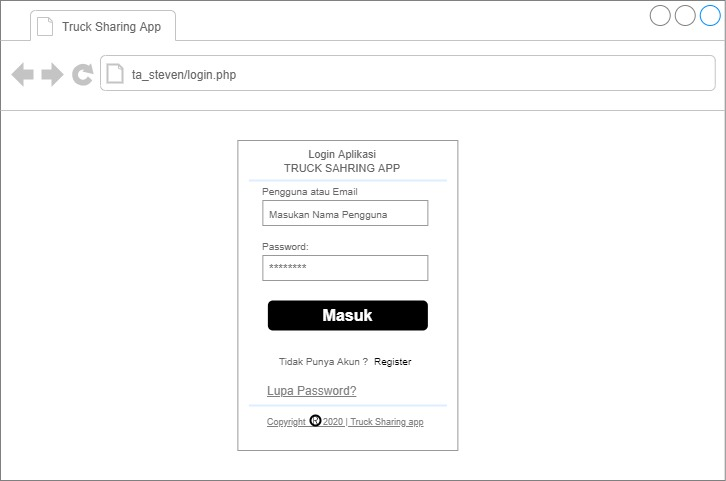 Truck Sharing App
ta_steven/login.php
Login Aplikasi
TRUCK SAHRING APP
Pengguna atau Email
Masukan Nama Pengguna
Password:
********
Masuk
Tidak Punya Akun ? Register
Lupa Password?
Copyright ® 2020 | Truck Sharing app